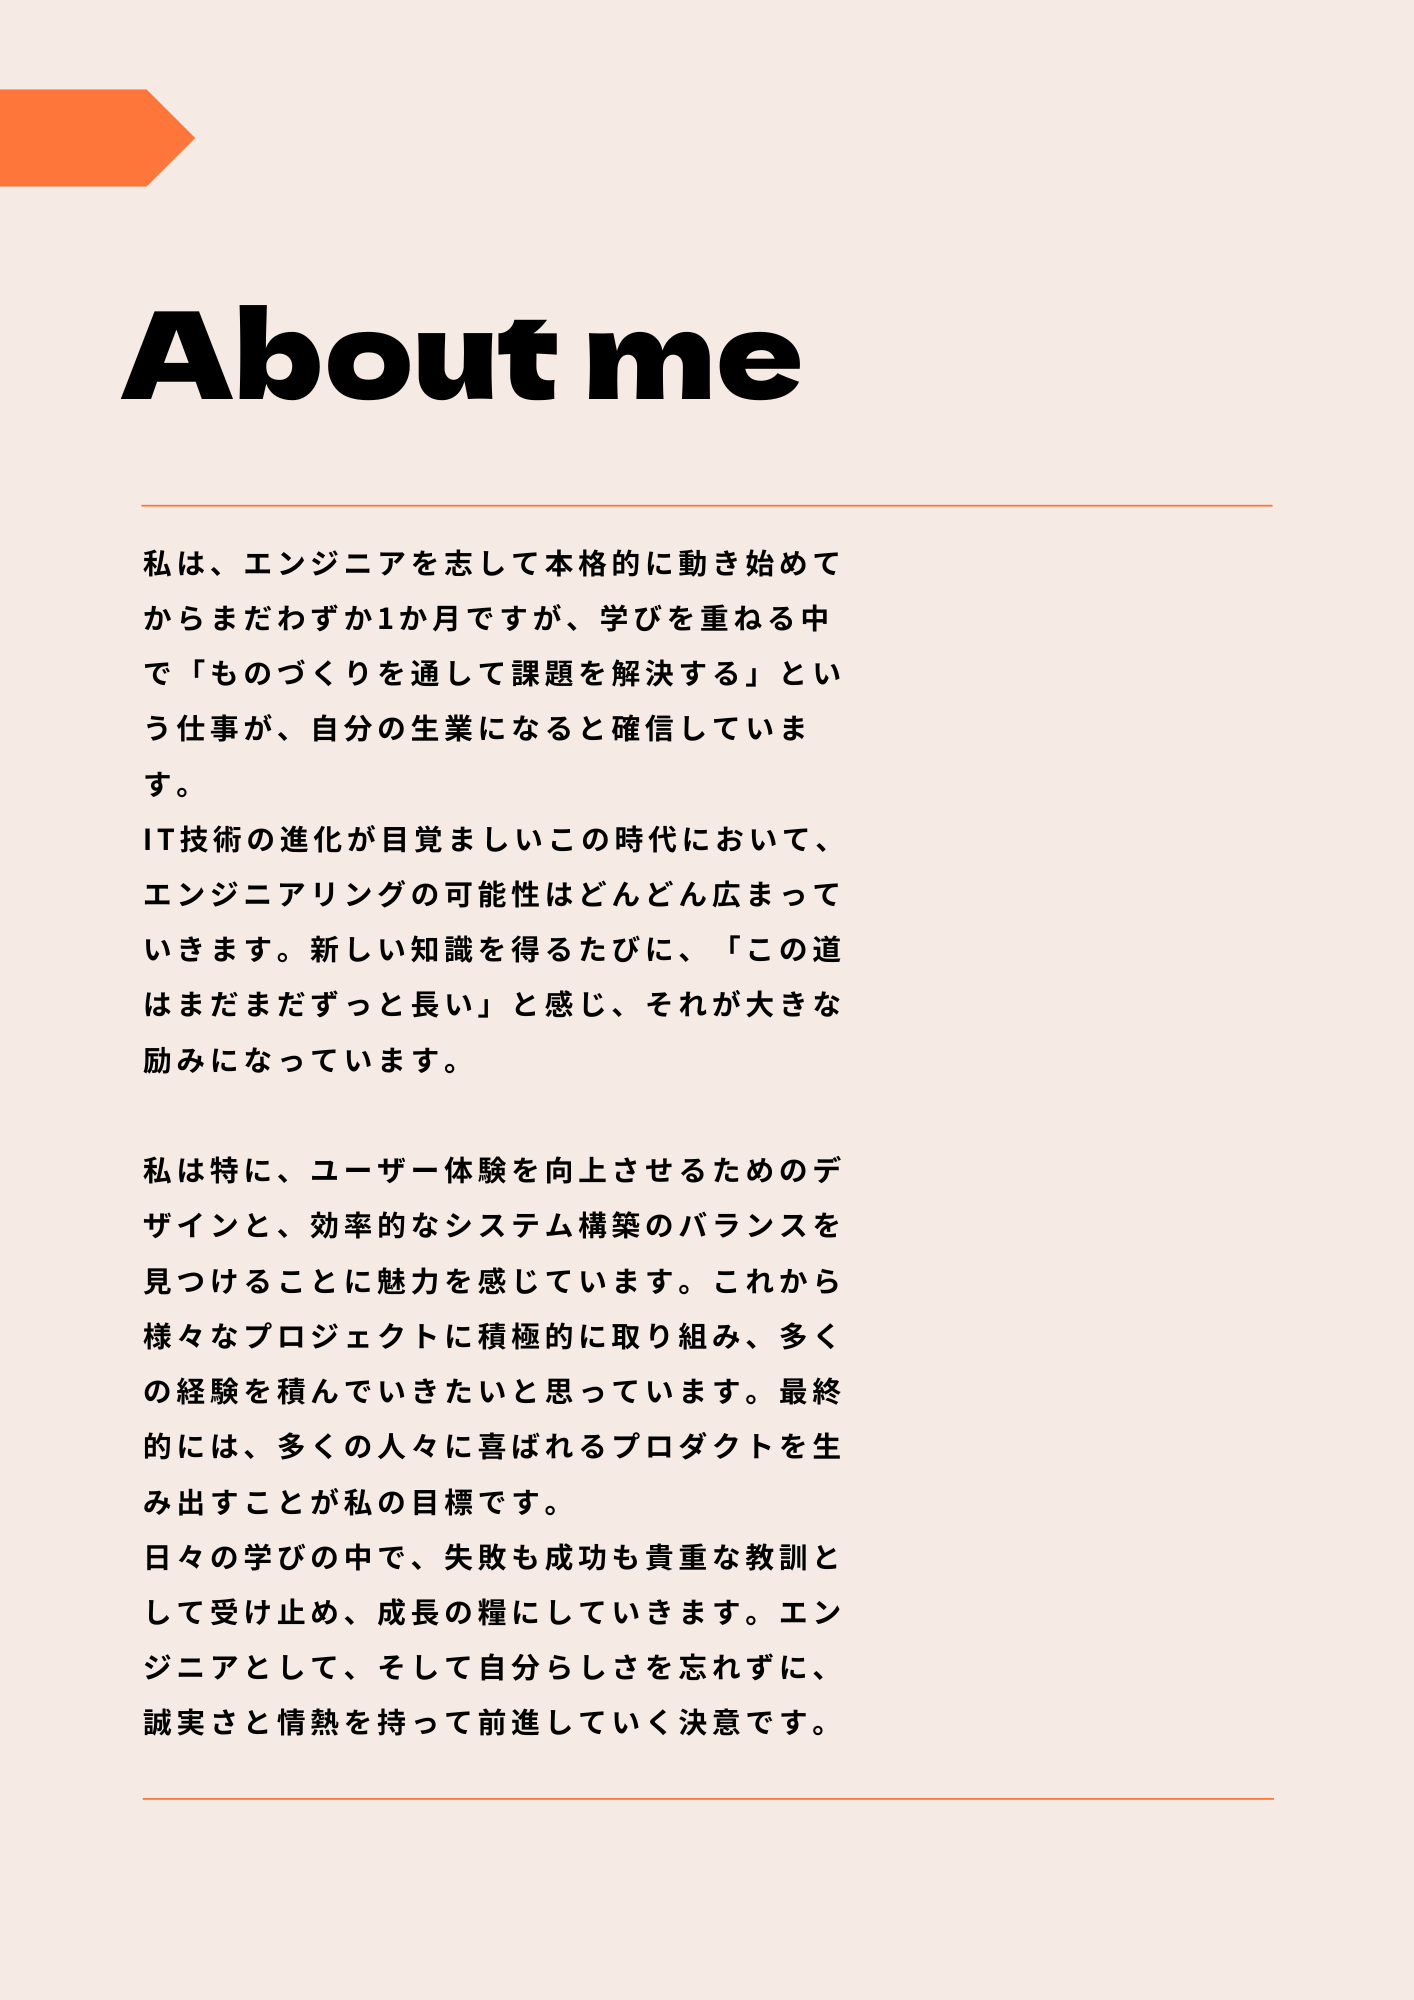 About me
私は、エンジニアを志して本格的に動き始めて
からまだわずか1か月ですが、学びを重ねる中
で「ものづくりを通して課題を解決する」とい
う仕事が、自分の生業になると確信していま
す。
IT技術の進化が目覚ましいこの時代において、
エンジニアリングの可能性はどんどん広まって
いきます。新しい知識を得るたびに、「この道
はまだまだずっと長い」と感じ、それが大きな
励みになっています。
私は特に、ユーザー体験を向上させるためのデ
ザインと、効率的なシステム構築のバランスを
見つけることに魅力を感じています。これから
様々なプロジェクトに積極的に取り組み、多く
の経験を積んでいきたいと思っています。最終
的には、多くの人々に喜ばれるプロダクトを生
み出すことが私の目標です。
日々の学びの中で、失敗も成功も貴重な教訓と
して受け止め、成長の糧にしていきます。エン
ジニアとして、そして自分らしさを忘れずに、
誠実さと情熱を持って前進していく決意です。